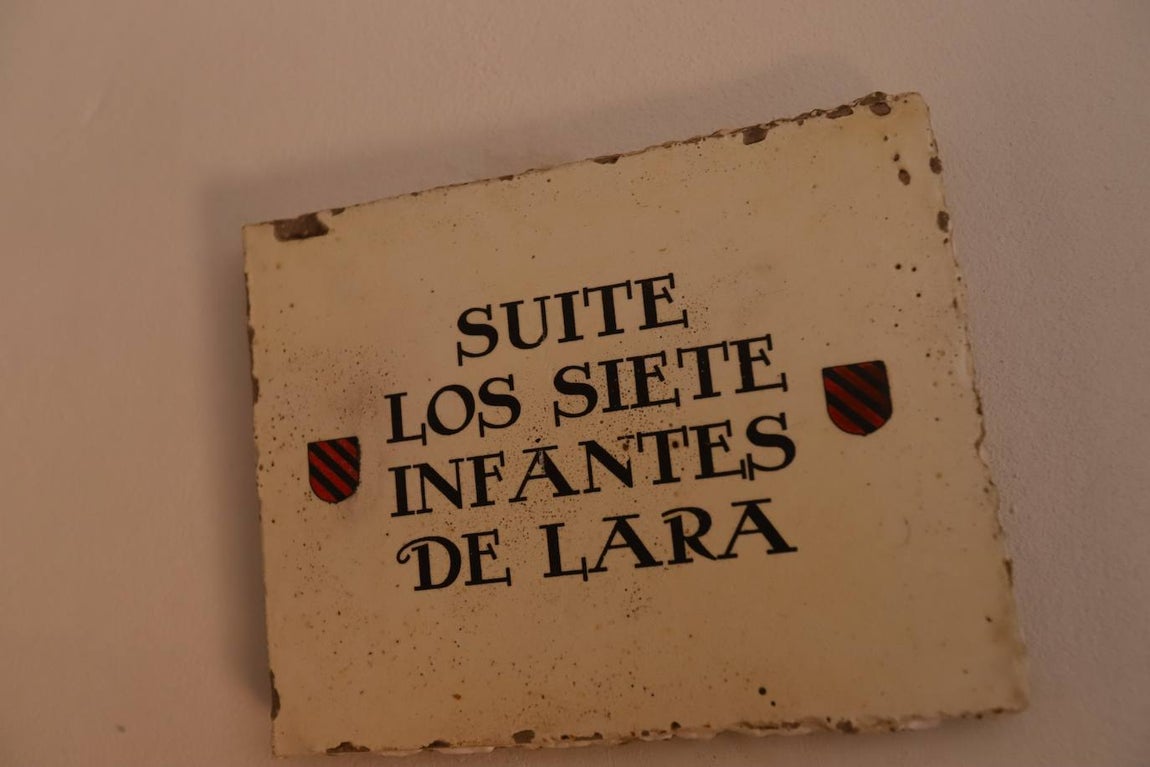 SUITE
LOS SIETE
INFANTES
DE LARA